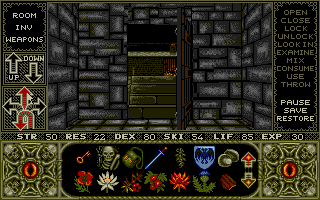 ROOM
INV
WEAPONS
UP
DOWN
OPEN
CLOSE
LOCK
UNLOCK
LOOK IN
EXAMINE
MIX
CONSUME
USE
THROW
PAUSE
SAVE
RESTORE
STR 50 RES 22 DEX 80 SKI 54 LIF 85 EXP 30